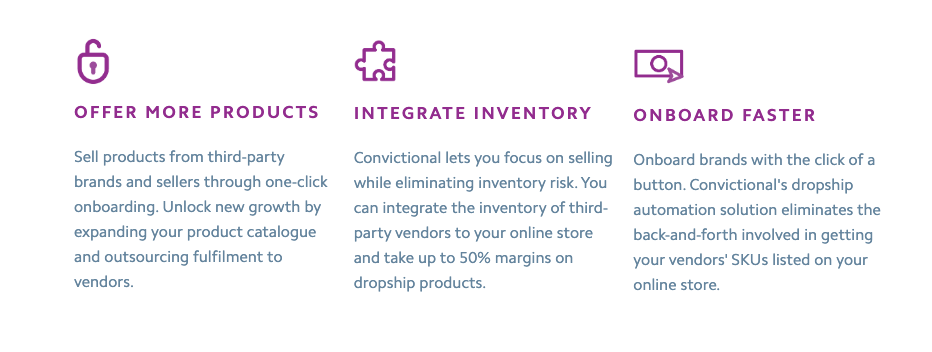 OFFER MORE PRODUCTS
Sell products from third-party
brands and sellers through one-click
onboarding. Unlock new growth by
expanding your product catalogue
and outsourcing fulfilment to
vendors.
INTEGRATE INVENTORY
Convictional lets you focus on selling
while eliminating inventory risk. You
can integrate the inventory of third-
party vendors to your online store
and take up to 50% margins on
dropship products.
ONBOARD FASTER
Onboard brands with the click of a
button. Convictional's dropship
automation solution eliminates the
back-and-forth involved in getting
your vendors' SKUs listed on your
online store.